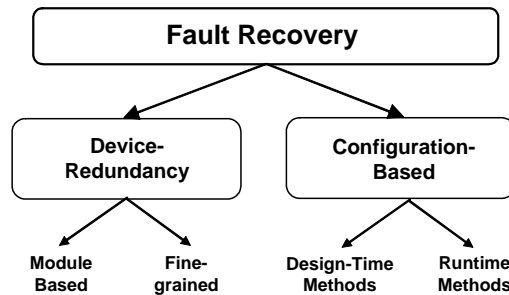 Fault Recovery
Device-
Redundancy
Configuration-
Based
Module
Based
Fine-
grained
Design-Time
Methods
Runtime
Methods